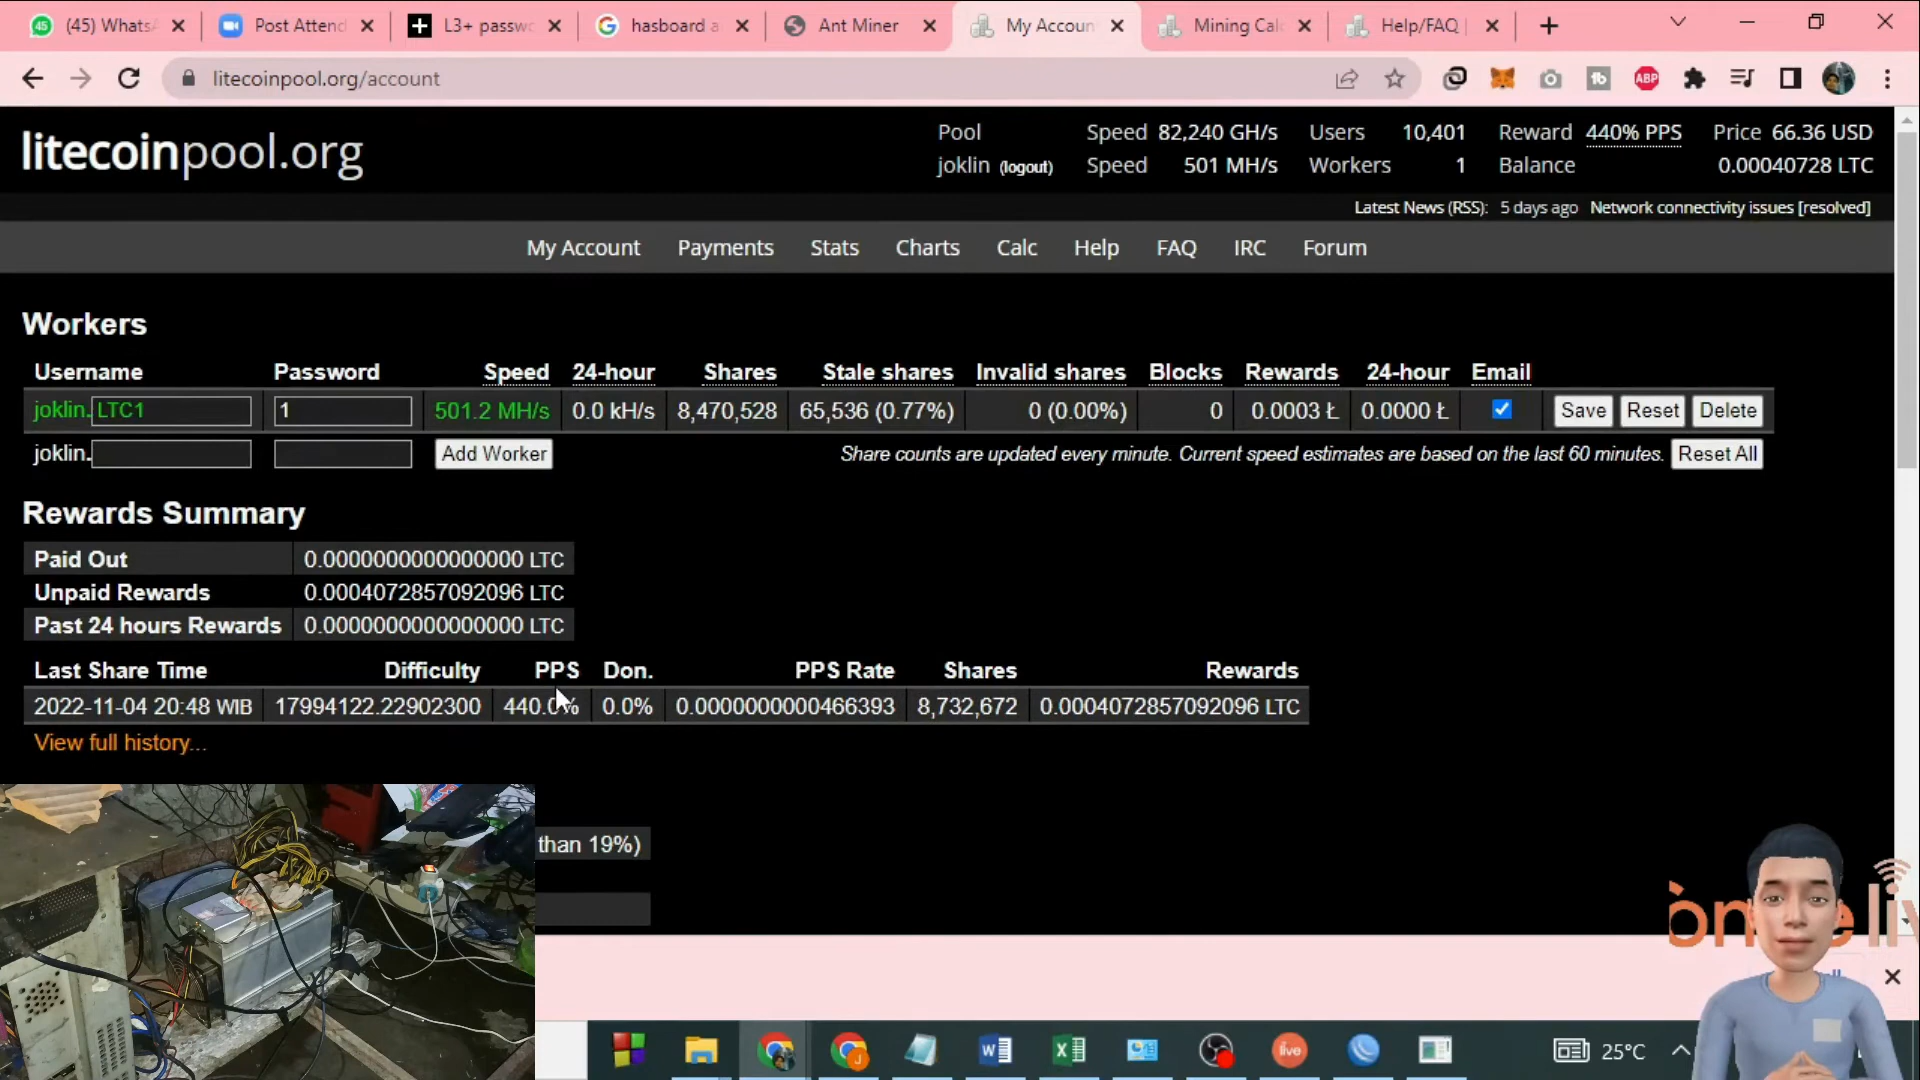 (45) WhatsA
Post Attend
L3+ passwo
hasboard a
Ant Miner
My Accoun
Mining Calc
Help/FAQ |
litecoinpool.org/account
litecoinpool.org
Pool Speed 82,240 GH/s Users 10,401 Reward 440% PPS Price 66.36 USD
joklin (logout) Speed 501 MH/s Workers 1 Balance 0.00040728 LTC
Latest News (RSS): 5 days ago Network connectivity issues [resolved]
My Account Payments Stats Charts Calc Help FAQ IRC Forum
Workers
Username Password Speed 24-hour Shares Stale shares Invalid shares Blocks Rewards 24-hour Email
joklin. LTC1 1 501.2 MH/s 0.0 kH/s 8,470,528 65,536 (0.77%) 0 (0.00%) 0 0.0003 Ł 0.0000 Ł Save Reset Delete
joklin. Add Worker Share counts are updated every minute. Current speed estimates are based on the last 60 minutes. Reset All
Rewards Summary
Paid Out 0.0000000000000000 LTC
Unpaid Rewards 0.0004072857092096 LTC
Past 24 hours Rewards 0.0000000000000000 LTC
Last Share Time Difficulty PPS Don. PPS Rate Shares Rewards
2022-11-04 20:48 WIB 17994122.22902300 440.0% 0.0% 0.0000000000466393 8,732,672 0.0004072857092096 LTC
View full history...
than 19%)
25°C